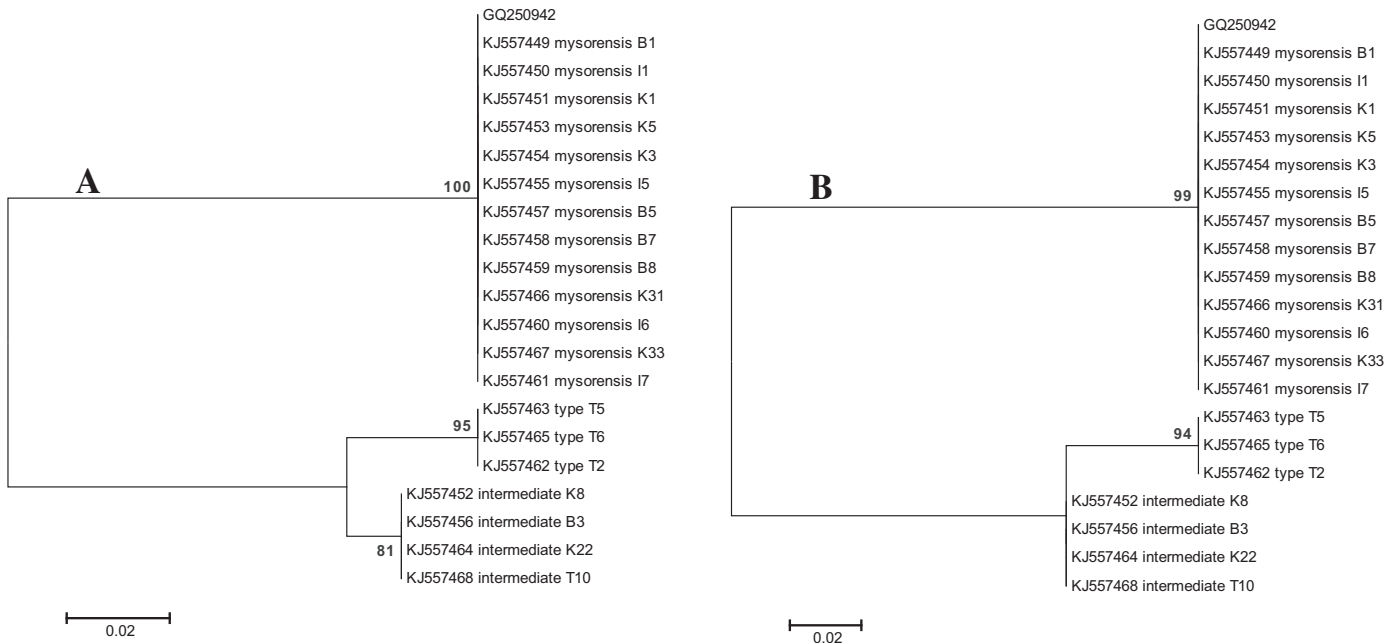 GQ250942
KJ557449 mysorensis B1
KJ557450 mysorensis I1
KJ557451 mysorensis K1
KJ557453 mysorensis K5
KJ557454 mysorensis K3
A
100
KJ557455 mysorensis I5
KJ557457 mysorensis B5
KJ557458 mysorensis B7
KJ557459 mysorensis B8
KJ557466 mysorensis K31
KJ557460 mysorensis I6
KJ557467 mysorensis K33
KJ557461 mysorensis I7
KJ557463 type T5
95
KJ557465 type T6
KJ557462 type T2
KJ557452 intermediate K8
KJ557456 intermediate B3
81
KJ557464 intermediate K22
KJ557468 intermediate T10
0.02
GQ250942
KJ557449 mysorensis B1
KJ557450 mysorensis I1
KJ557451 mysorensis K1
KJ557453 mysorensis K5
KJ557454 mysorensis K3
B
99
KJ557455 mysorensis I5
KJ557457 mysorensis B5
KJ557458 mysorensis B7
KJ557459 mysorensis B8
KJ557466 mysorensis K31
KJ557460 mysorensis I6
KJ557467 mysorensis K33
KJ557461 mysorensis I7
KJ557463 type T5
94
KJ557465 type T6
KJ557462 type T2
KJ557452 intermediate K8
KJ557456 intermediate B3
KJ557464 intermediate K22
KJ557468 intermediate T10
0.02